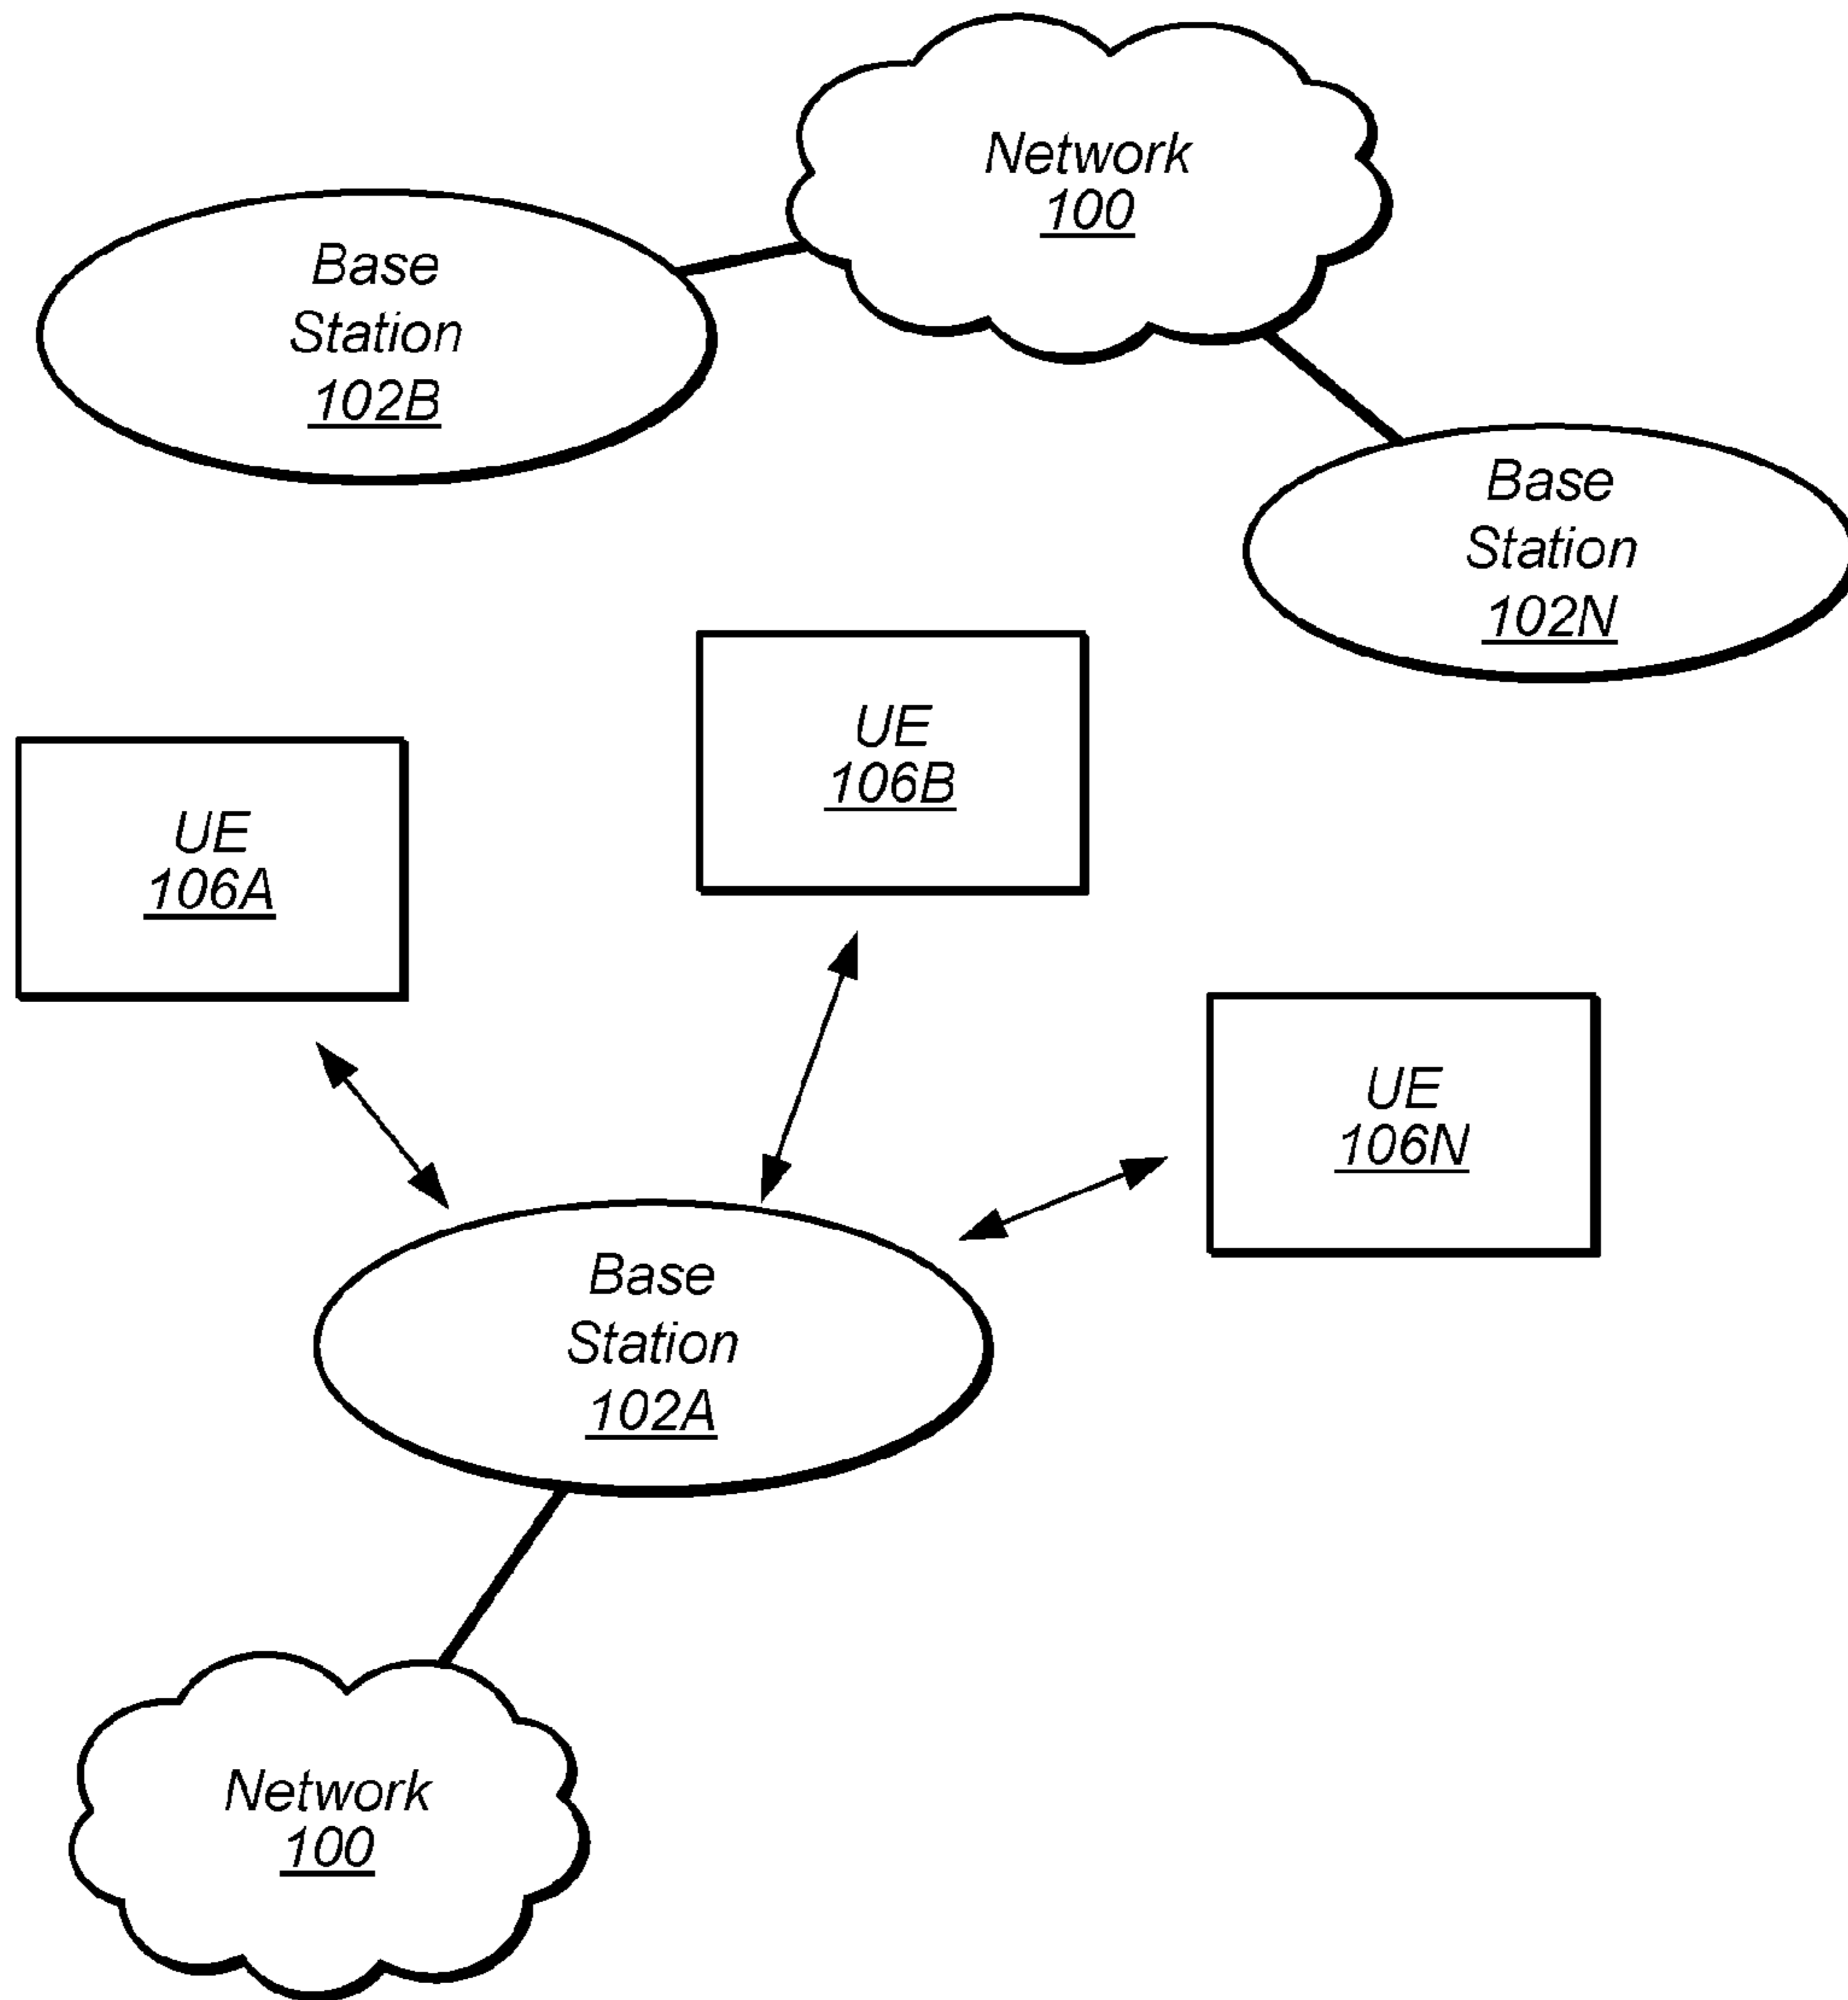 Network
100
Base
Station
102B
Base
Station
102N
UE
106B
UE
106A
UE
106N
Base
Station
102A
Network
100